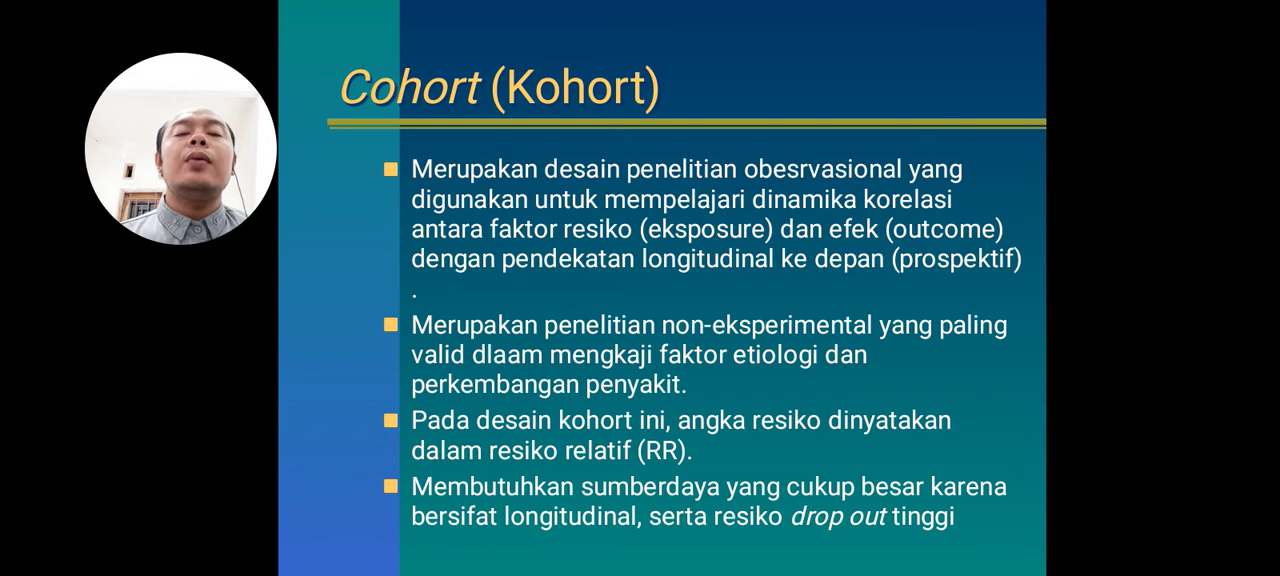 Cohort (Kohort)
Merupakan desain penelitian obesrvasional yang
digunakan untuk mempelajari dinamika korelasi
antara faktor resiko (eksposure) dan efek (outcome)
dengan pendekatan longitudinal ke depan (prospektif)
.
Merupakan penelitian non-eksperimental yang paling
valid dlaam mengkaji faktor etiologi dan
perkembangan penyakit.
Pada desain kohort ini, angka resiko dinyatakan
dalam resiko relatif (RR).
Membutuhkan sumberdaya yang cukup besar karena
bersifat longitudinal, serta resiko drop out tinggi